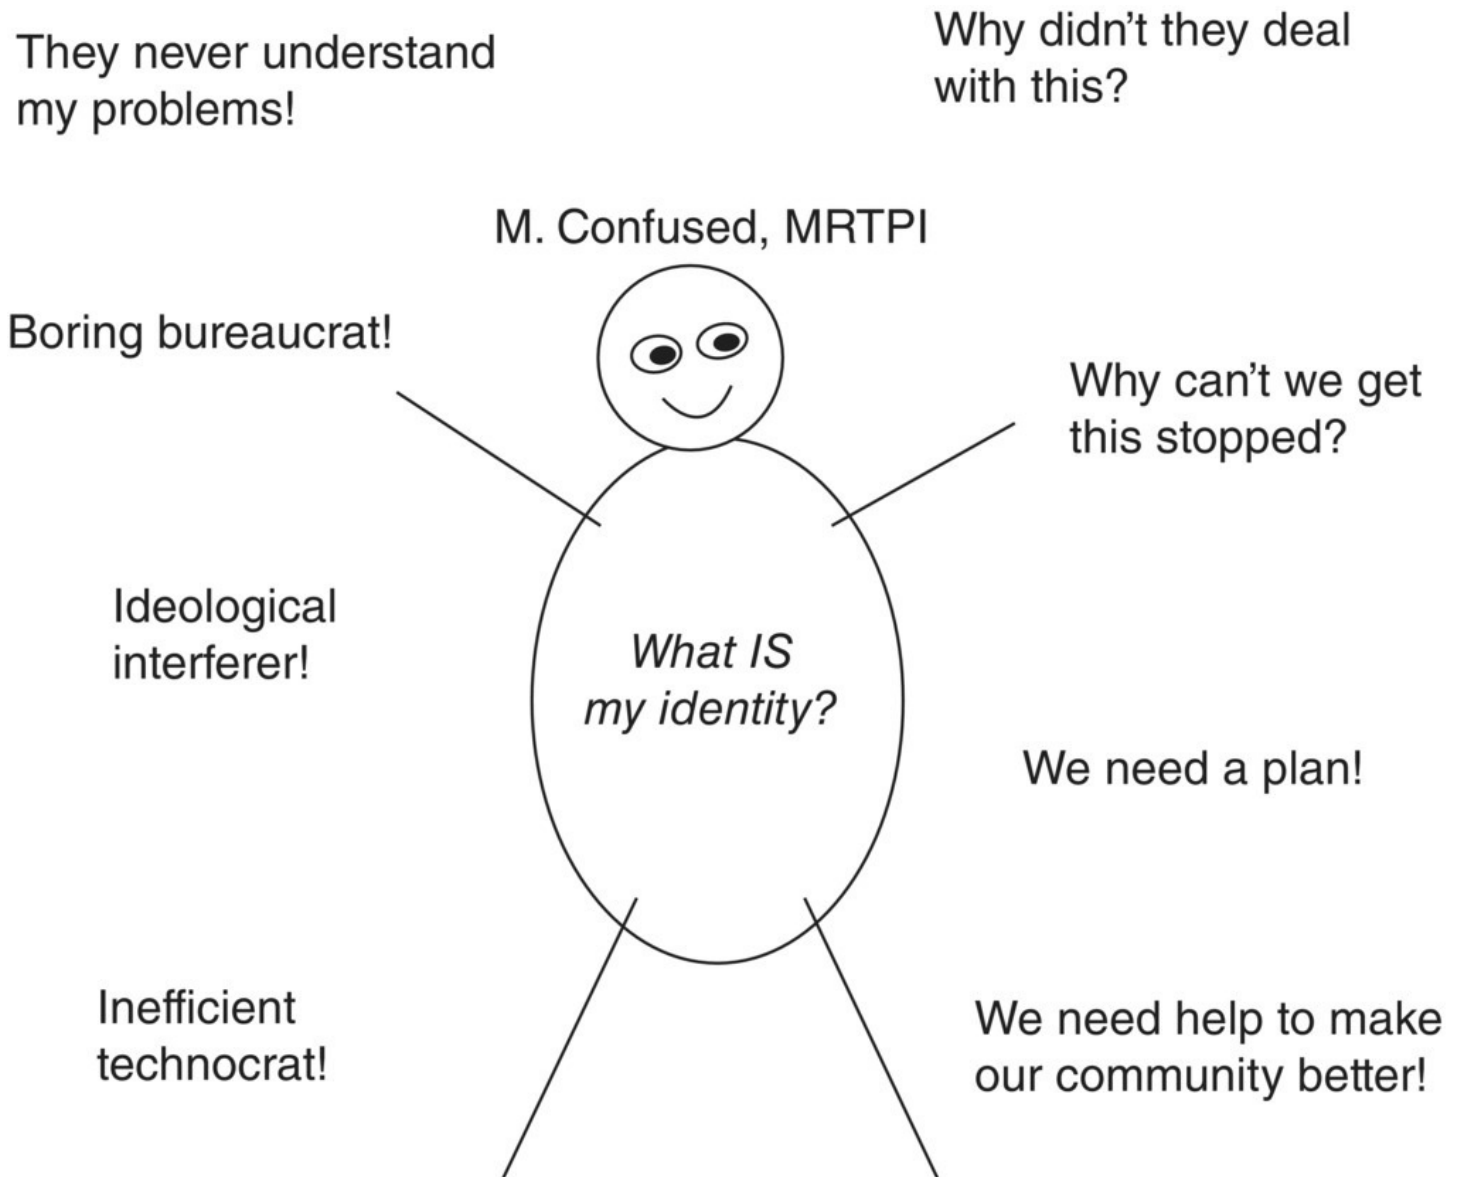 They never understand
my problems!
Why didn't they deal
with this?
M. Confused, MRTPI
Boring bureaucrat!
Why can't we get
this stopped?
Ideological
interferer!
What IS
my identity?
We need a plan!
Inefficient
technocrat!
We need help to make
our community better!